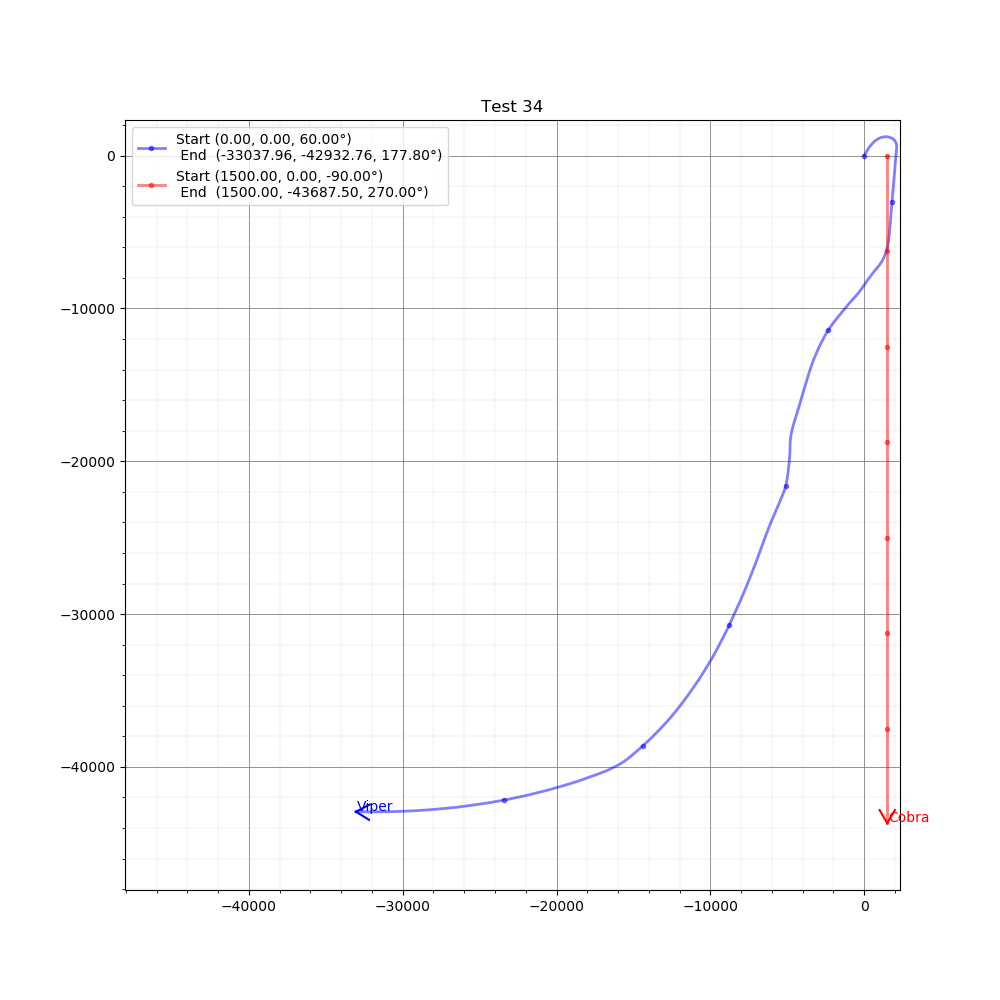 Test 34
Start (0.00, 0.00, 60.00°)
End (-33037.96, -42932.76, 177.80°)
Start (1500.00, 0.00, -90.00°)
End (1500.00, -43687.50, 270.00°)
0
−10000
−20000
−30000
−40000
Viper
Cobra
−40000 −30000 −20000 −10000 0